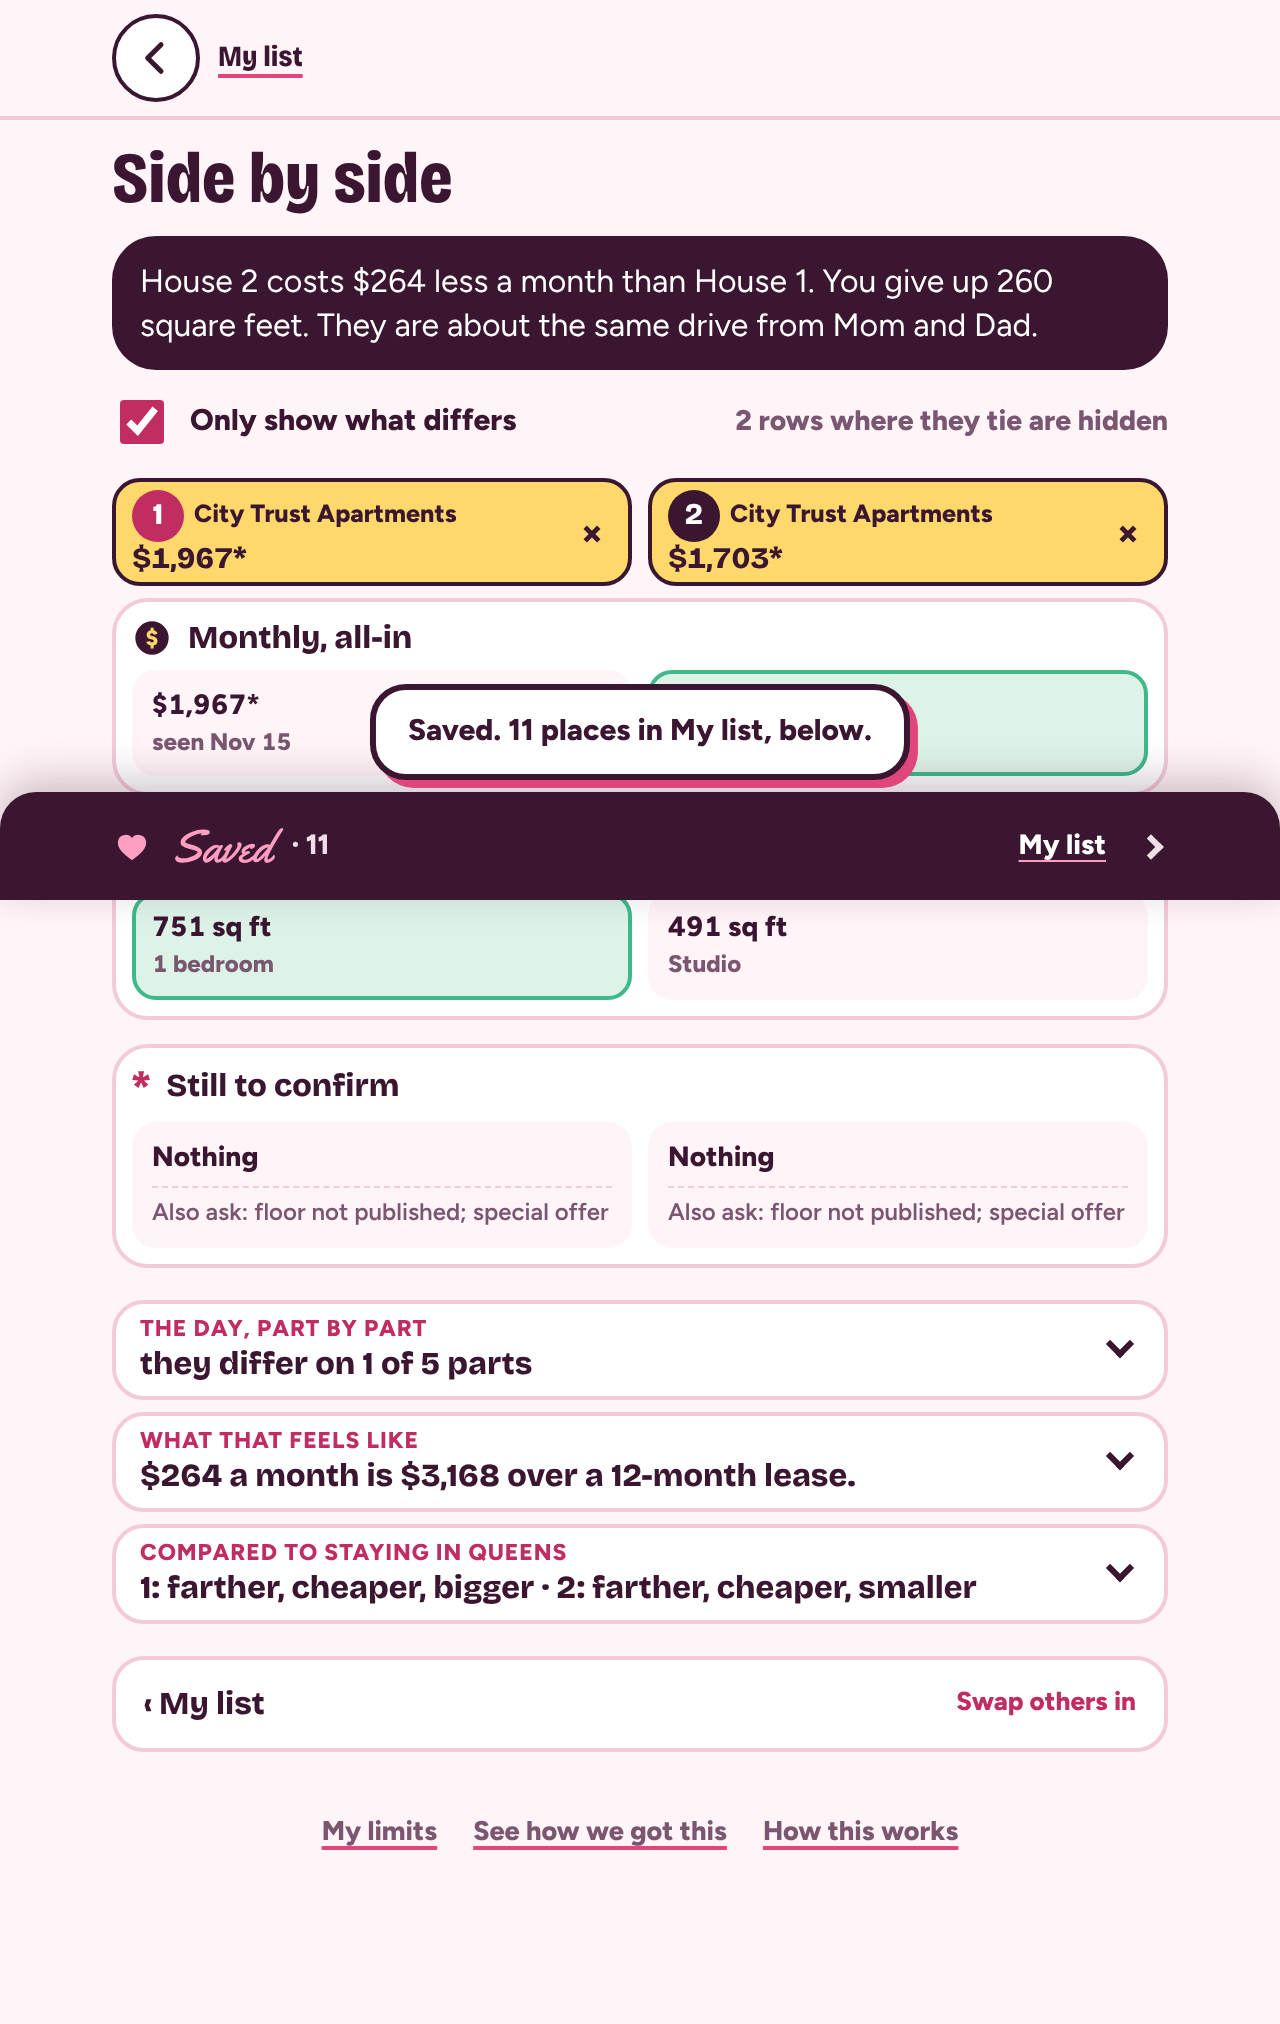 My list
Side by side
House 2 costs $264 less a month than House 1. You give up 260
square feet. They are about the same drive from Mom and Dad.
Only show what differs
2 rows where they tie are hidden
1 City Trust Apartments
$1,967*
×
2 City Trust Apartments
$1,703*
×
$ Monthly, all-in
$1,967*
seen Nov 15
Saved. 11 places in My list, below.
Saved · 11
My list
751 sq ft
1 bedroom
491 sq ft
Studio
* Still to confirm
Nothing
Also ask: floor not published; special offer
Nothing
Also ask: floor not published; special offer
THE DAY, PART BY PART
they differ on 1 of 5 parts
WHAT THAT FEELS LIKE
$264 a month is $3,168 over a 12-month lease.
COMPARED TO STAYING IN QUEENS
1: farther, cheaper, bigger · 2: farther, cheaper, smaller
‹ My list
Swap others in
My limits
See how we got this
How this works